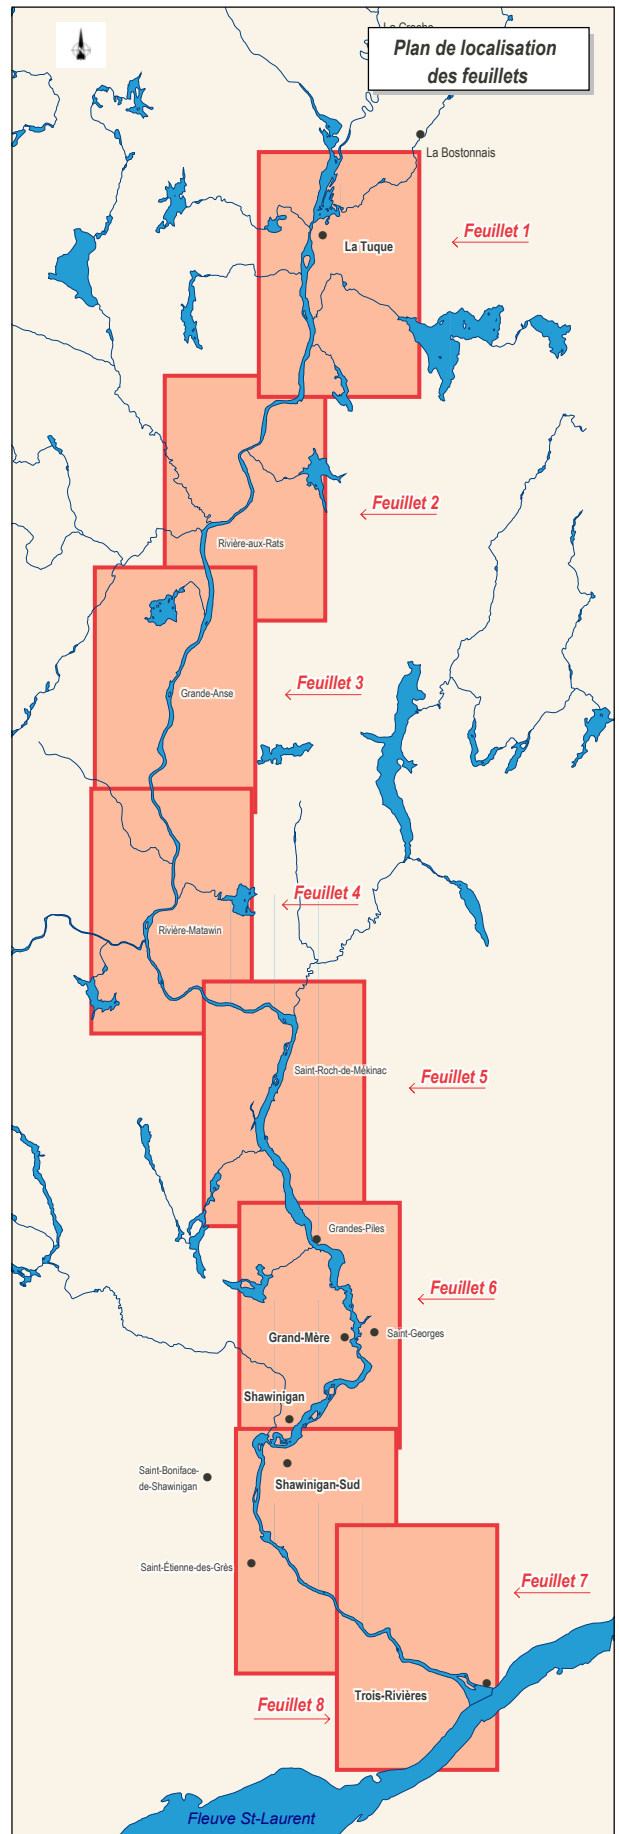 Plan de localisation
des feuillets
La Bostonnais
Feuillet 1
La Tuque
Feuillet 2
Rivière-aux-Rats
Feuillet 3
Grande-Anse
Feuillet 4
Rivière-Matawin
Saint-Roch-de-Mékinac
Feuillet 5
Grandes-Piles
Feuillet 6
Grand-Mère
Saint-Georges
Shawinigan
Saint-Boniface-
de-Shawinigan
Shawinigan-Sud
Saint-Étienne-des-Grès
Feuillet 7
Trois-Rivières
Feuillet 8
Fleuve St-Laurent